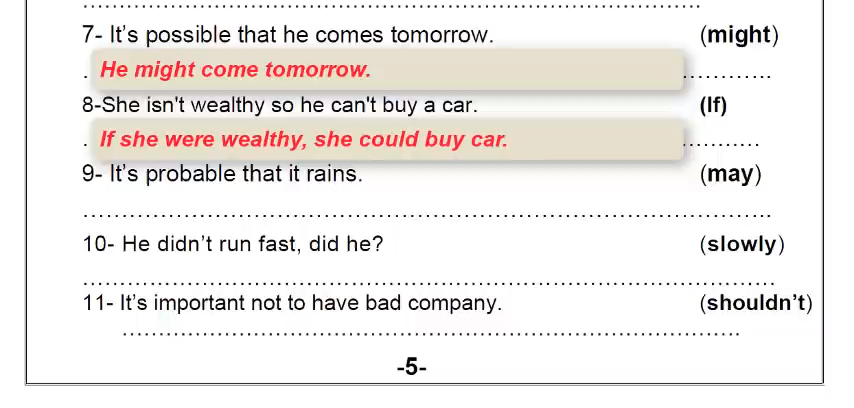 ……………………………………………………………………….
7- It’s possible that he comes tomorrow. (might)
. He might come tomorrow. …………..
8-She isn't wealthy so he can't buy a car. (If)
. If she were wealthy, she could buy car. ………..
9- It’s probable that it rains. (may)
……………………………………………………………………………….
10- He didn’t run fast, did he? (slowly)
………………………………………………………………………………
11- It’s important not to have bad company. (shouldn’t)
……………………………………………………………………….
-5-